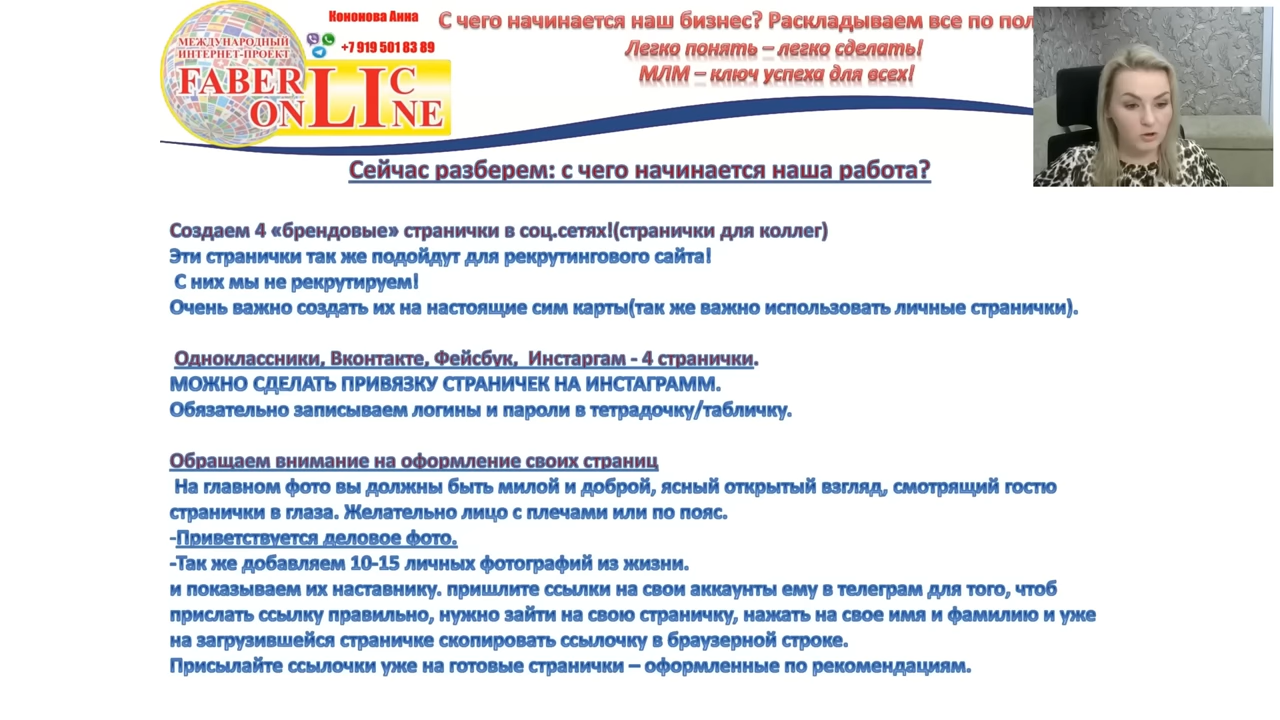 Кононова Анна
+7 919 501 83 89
МЕЖДУНАРОДНЫЙ
ИНТЕРНЕТ-ПРОЕКТ
FABERLIC
ONLINE
С чего начинается наш бизнес? Раскладываем все по пол
Легко понять – легко сделать!
МЛМ – ключ успеха для всех!
Сейчас разберем: с чего начинается наша работа?
Создаем 4 «брендовые» странички в соц.сетях!(странички для коллег)
Эти странички так же подойдут для рекрутингового сайта!
С них мы не рекрутируем!
Очень важно создать их на настоящие сим карты(так же важно использовать личные странички).
Одноклассники, Вконтакте, Фейсбук, Инстаргам - 4 странички.
МОЖНО СДЕЛАТЬ ПРИВЯЗКУ СТРАНИЧЕК НА ИНСТАГРАММ.
Обязательно записываем логины и пароли в тетрадочку/табличку.
Обращаем внимание на оформление своих страниц
На главном фото вы должны быть милой и доброй, ясный открытый взгляд, смотрящий гостю
странички в глаза. Желательно лицо с плечами или по пояс.
-Приветствуется деловое фото.
-Так же добавляем 10-15 личных фотографий из жизни.
и показываем их наставнику. пришлите ссылки на свои аккаунты ему в телеграм для того, чтоб
прислать ссылку правильно, нужно зайти на свою страничку, нажать на свое имя и фамилию и уже
на загрузившейся страничке скопировать ссылочку в браузерной строке.
Присылайте ссылочки уже на готовые странички – оформленные по рекомендациям.